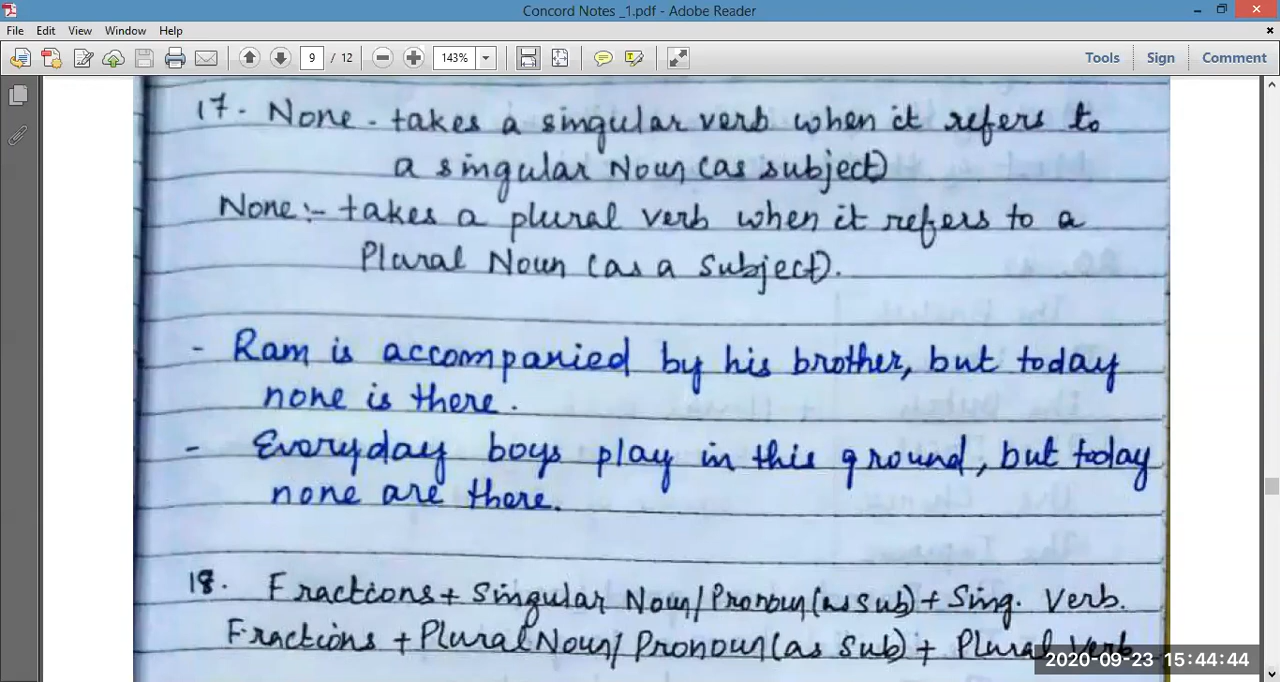 Concord Notes _1.pdf - Adobe Reader
File Edit View Window Help
9 / 12 143% Tools Sign Comment
17. None - takes a singular verb when it refers to
a singular Noun (as subject)
None:- takes a plural verb when it refers to a
Plural Noun (as a Subject).
- Ram is accompanied by his brother, but today
none is there.
- Everyday boys play in this ground, but today
none are there.
18. Fractions + Singular Noun/Pronoun (as sub) + Sing. Verb.
Fractions + Plural Noun/Pronoun (as Sub) + Plural Verb
2020-09-23 15:44:44